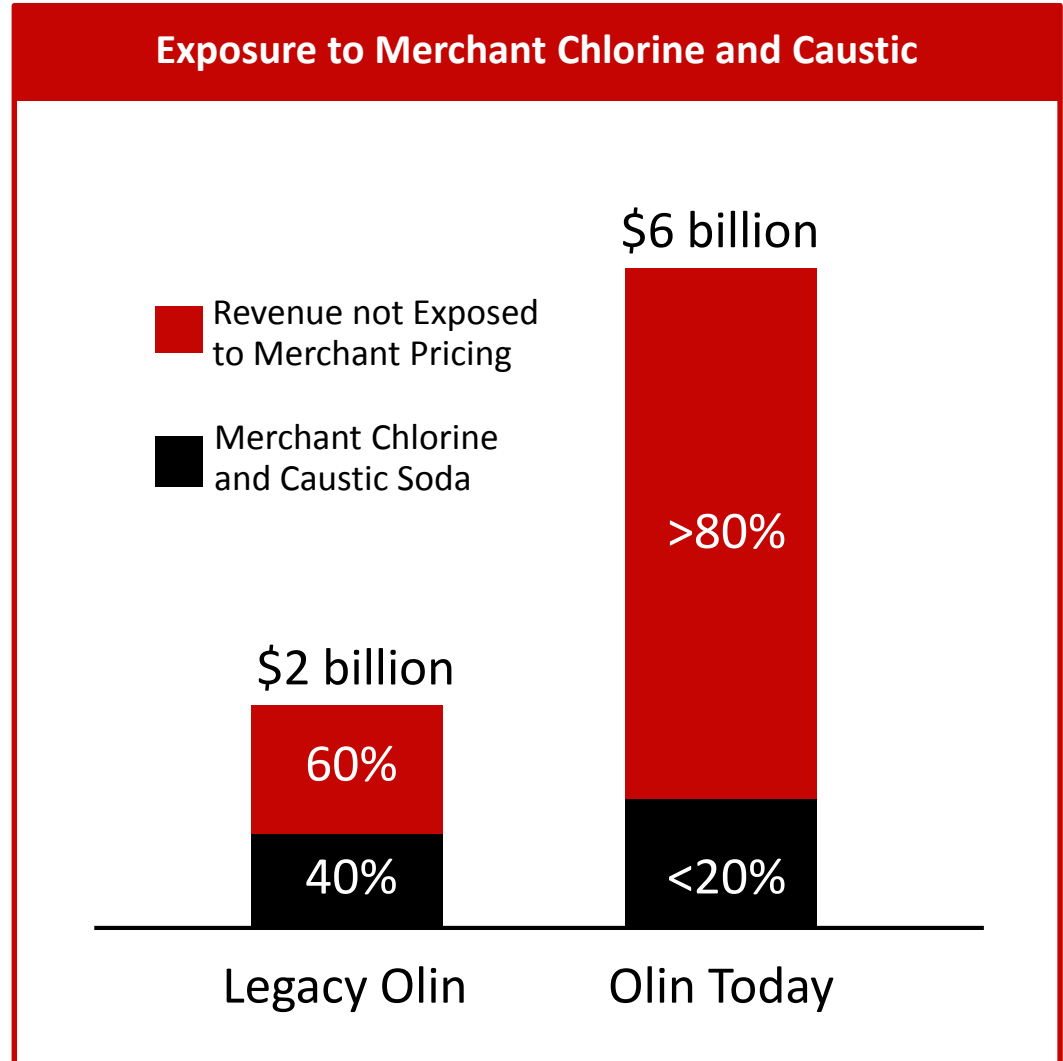 Exposure to Merchant Chlorine and Caustic
$6 billion
Revenue not Exposed
to Merchant Pricing
Merchant Chlorine
and Caustic Soda
>80%
$2 billion
60%
40%
<20%
Legacy Olin
Olin Today